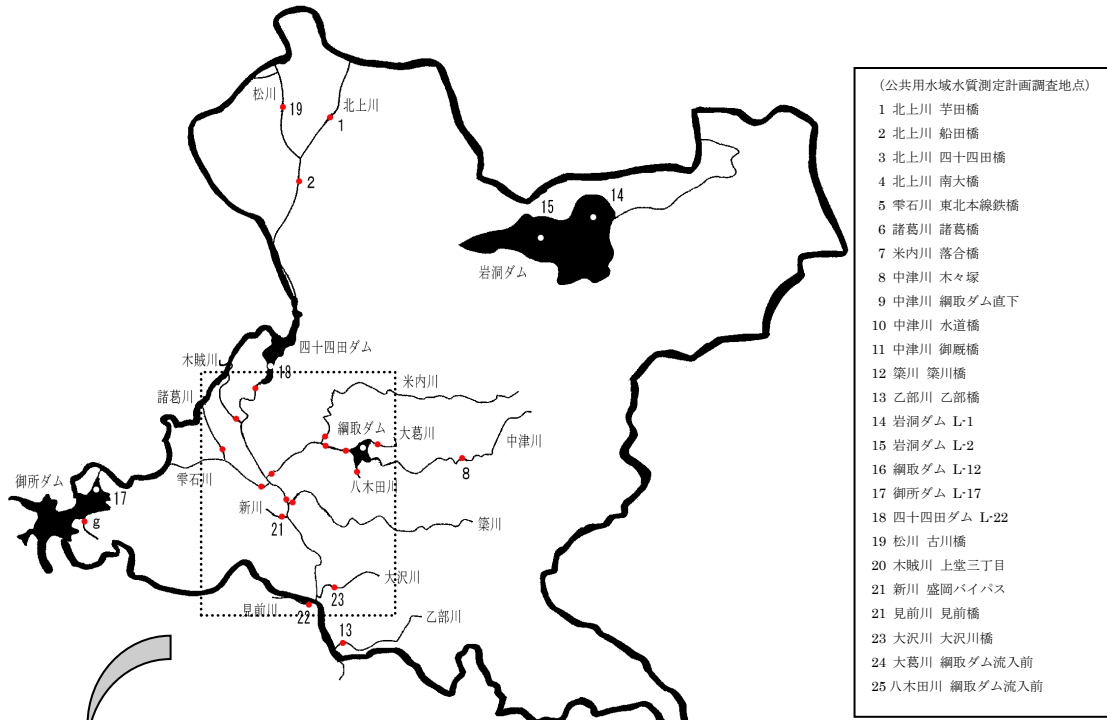 松川
19
北上川
1
2
14
15
岩洞ダム
四十四田ダム
木賊川
18
諸葛川
米内川
綱取ダム
大葛川
中津川
8
八木田川
雫石川
御所ダム
17
g
新川
21
簗川
大沢川
23
見前川
22
乙部川
13
(公共用水域水質測定計画調査地点)
1 北上川 芋田橋
2 北上川 船田橋
3 北上川 四十四田橋
4 北上川 南大橋
5 雫石川 東北本線鉄橋
6 諸葛川 諸葛橋
7 米内川 落合橋
8 中津川 木々塚
9 中津川 綱取ダム直下
10 中津川 水道橋
11 中津川 御厩橋
12 簗川 簗川橋
13 乙部川 乙部橋
14 岩洞ダム L-1
15 岩洞ダム L-2
16 綱取ダム L-12
17 御所ダム L-17
18 四十四田ダム L-22
19 松川 古川橋
20 木賊川 上堂三丁目
21 新川 盛岡バイパス
21 見前川 見前橋
23 大沢川 大沢川橋
24 大葛川 綱取ダム流入前
25 八木田川 綱取ダム流入前